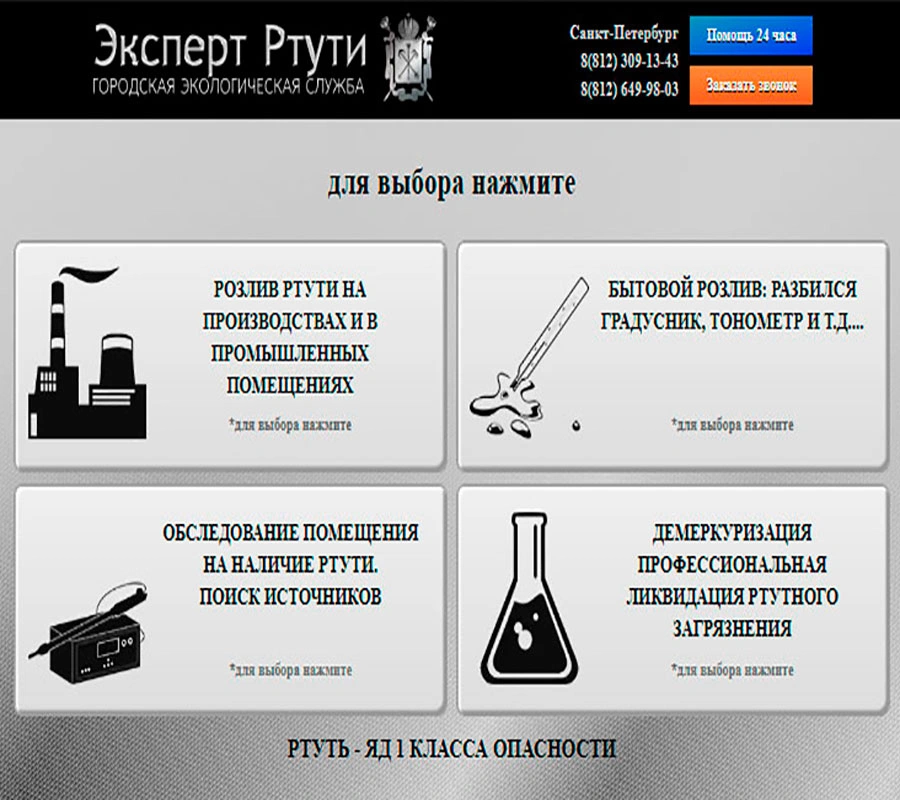 Эксперт Ртути
ГОРОДСКАЯ ЭКОЛОГИЧЕСКАЯ СЛУЖБА
Санкт-Петербург
8(812) 309-13-43
8(812) 649-98-03
Помощь 24 часа
Заказать звонок
для выбора нажмите
РОЗЛИВ РТУТИ НА
ПРОИЗВОДСТВАХ И В
ПРОМЫШЛЕННЫХ
ПОМЕЩЕНИЯХ
*для выбора нажмите
БЫТОВОЙ РОЗЛИВ: РАЗБИЛСЯ
ГРАДУСНИК, ТОНОМЕТР И Т.Д....
*для выбора нажмите
ОБСЛЕДОВАНИЕ ПОМЕЩЕНИЯ
НА НАЛИЧИЕ РТУТИ.
ПОИСК ИСТОЧНИКОВ
*для выбора нажмите
ДЕМЕРКУРИЗАЦИЯ
ПРОФЕССИОНАЛЬНАЯ
ЛИКВИДАЦИЯ РТУТНОГО
ЗАГРЯЗНЕНИЯ
*для выбора нажмите
РТУТЬ - ЯД 1 КЛАССА ОПАСНОСТИ